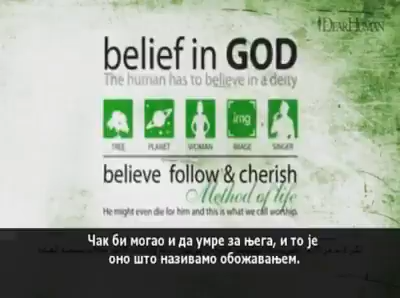 DEARHUMAN
belief in GOD
The human has to believe in a deity
img
TREE PLANET WOMAN IMAGE SINGER
believe follow & cherish
Method of life
He might even die for him and this is what we call worship.
Чак би могао и да умре за њега, и то је
оно што називамо обожавањем.